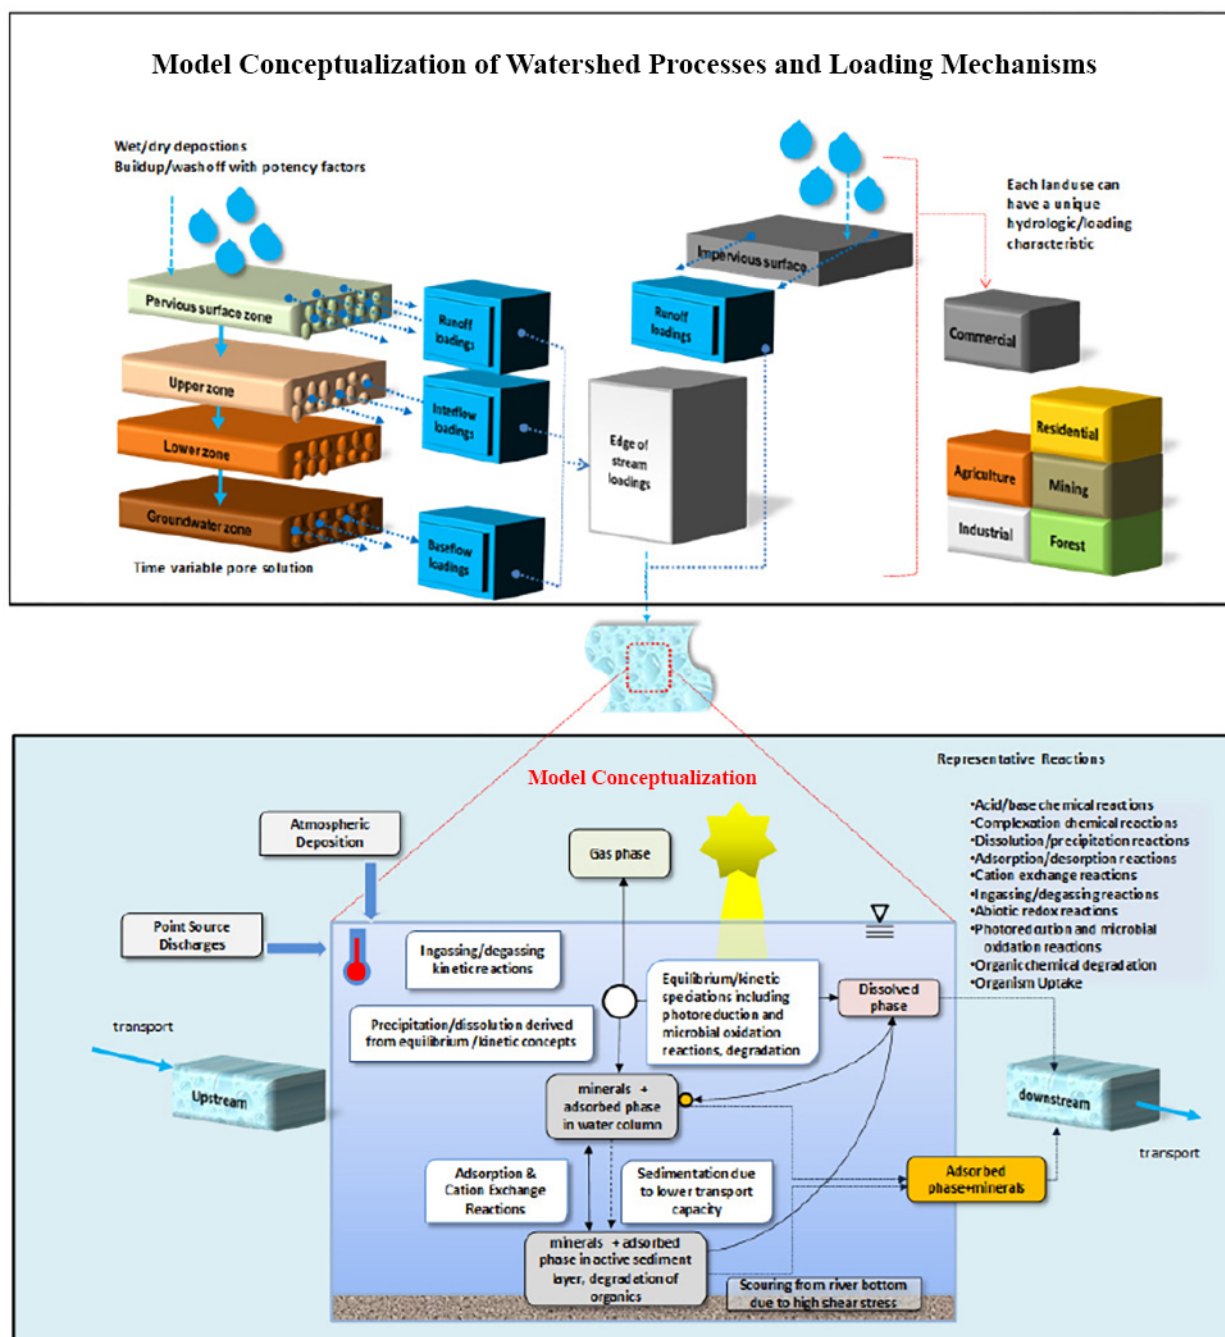 Model Conceptualization of Watershed Processes and Loading Mechanisms
Wet/dry depostions
Buildup/washoff with potency factors
Each landuse can
have a unique
hydrologic/loading
characteristic
Impervious surface
Pervious surface zone
Runoff
loadings
Runoff
loadings
Commercial
Upper zone
Interflow
loadings
Lower zone
Edge of
stream
loadings
Residential
Agriculture
Mining
Groundwater zone
Baseflow
loadings
Industrial
Forest
Time variable pore solution
Model Conceptualization
Representative Reactions
•Acid/base chemical reactions
•Complexation chemical reactions
•Dissolution/precipitation reactions
•Adsorption/desorption reactions
•Cation exchange reactions
•Ingassing/degassing reactions
•Abiotic redox reactions
•Photoredcution and microbial
oxidation reactions
•Organic chemical degradation
•Organism Uptake
Atmospheric
Deposition
Gas phase
Point Source
Discharges
Ingassing/degassing
kinetic reactions
Equilibrium/kinetic
speciations including
photoreduction and
microbial oxidation
reactions, degradation
Dissolved
phase
Precipitation/dissolution derived
from equilibrium /kinetic concepts
transport
Upstream
minerals +
adsorbed phase
in water column
downstream
transport
Adsorption &
Cation Exchange
Reactions
Sedimentation due
to lower transport
capacity
Adsorbed
phase+minerals
minerals + adsorbed
phase in active sediment
layer, degradation of
organics
Scouring from river bottom
due to high shear stress